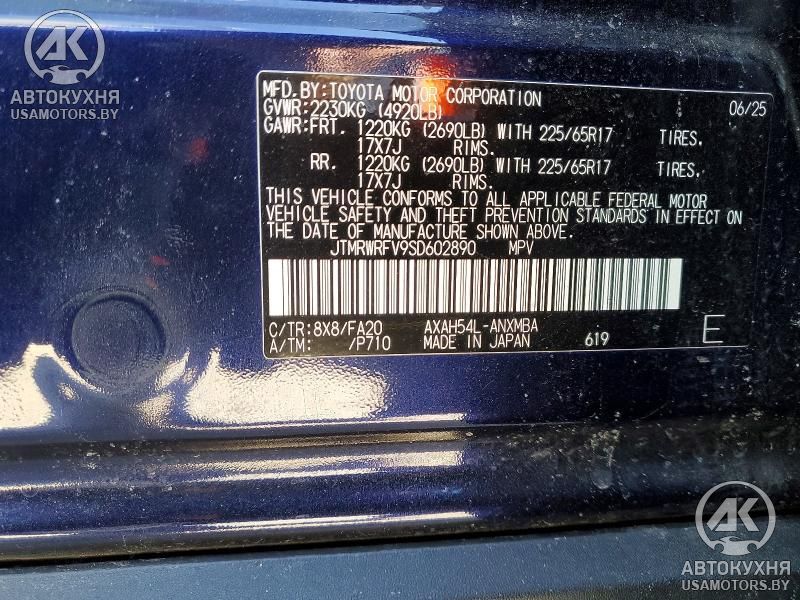 AK
АВТОКУХНЯ
USAMOTORS.BY
MFD. BY: TOYOTA MOTOR CORPORATION 06/25
GVWR: 2230KG (4920LB)
GAWR: FRT. 1220KG (2690LB) WITH 225/65R17 TIRES.
17X7J RIMS.
RR. 1220KG (2690LB) WITH 225/65R17 TIRES.
17X7J RIMS.
THIS VEHICLE CONFORMS TO ALL APPLICABLE FEDERAL MOTOR
VEHICLE SAFETY AND THEFT PREVENTION STANDARDS IN EFFECT ON
THE DATE OF MANUFACTURE SHOWN ABOVE.
JTMRWRFV9SD602890 MPV
C/TR: 8X8/FA20 AXAH54L-ANXMBA
A/TM: /P710 MADE IN JAPAN 619 E
AK
АВТОКУХНЯ
USAMOTORS.BY